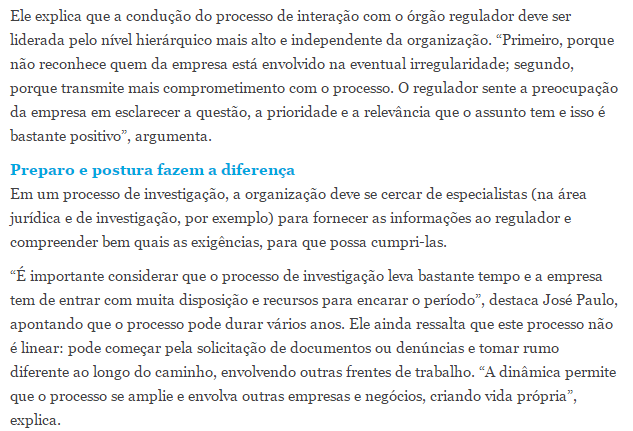 Ele explica que a condução do processo de interação com o órgão regulador deve ser
liderada pelo nível hierárquico mais alto e independente da organização. “Primeiro, porque
não reconhece quem da empresa está envolvido na eventual irregularidade; segundo,
porque transmite mais comprometimento com o processo. O regulador sente a preocupação
da empresa em esclarecer a questão, a prioridade e a relevância que o assunto tem e isso é
bastante positivo”, argumenta.
Preparo e postura fazem a diferença
Em um processo de investigação, a organização deve se cercar de especialistas (na área
jurídica e de investigação, por exemplo) para fornecer as informações ao regulador e
compreender bem quais as exigências, para que possa cumpri-las.
“É importante considerar que o processo de investigação leva bastante tempo e a empresa
tem de entrar com muita disposição e recursos para encarar o período”, destaca José Paulo,
apontando que o processo pode durar vários anos. Ele ainda ressalta que este processo não
é linear: pode começar pela solicitação de documentos ou denúncias e tomar rumo
diferente ao longo do caminho, envolvendo outras frentes de trabalho. “A dinâmica permite
que o processo se amplie e envolva outras empresas e negócios, criando vida própria”,
explica.